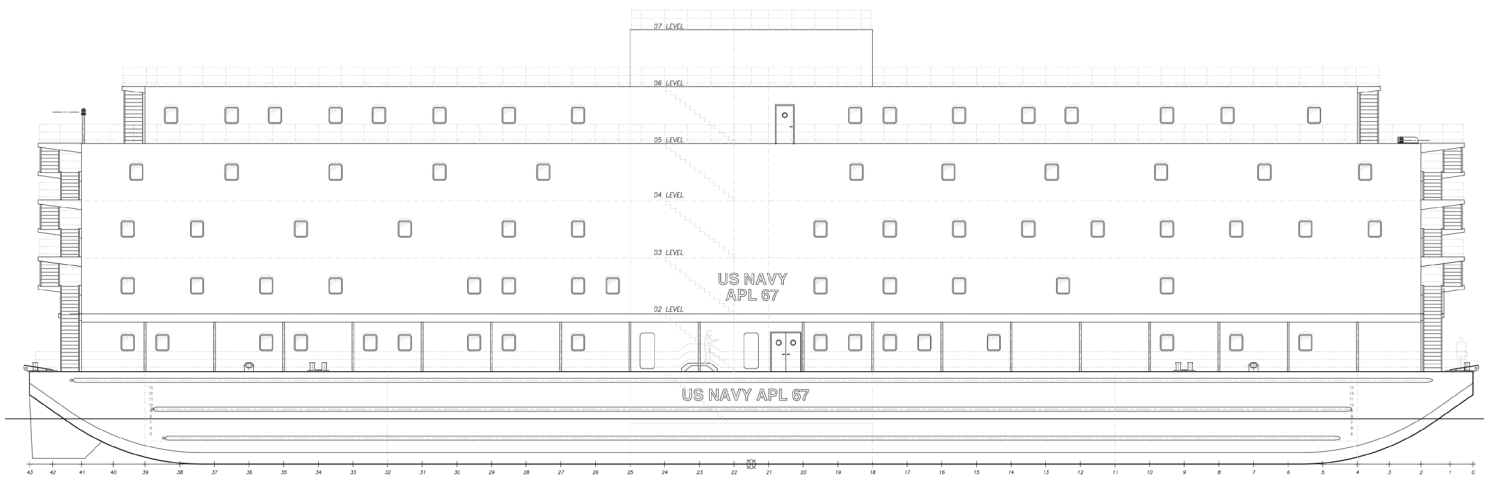 07 LEVEL
06 LEVEL
05 LEVEL
04 LEVEL
03 LEVEL
US NAVY
APL 67
02 LEVEL
US NAVY APL 67
43 42 41 40 39 38 37 36 35 34 33 32 31 30 29 28 27 26 25 24 23 22 21 20 19 18 17 16 15 14 13 12 11 10 9 8 7 6 5 4 3 2 1 0